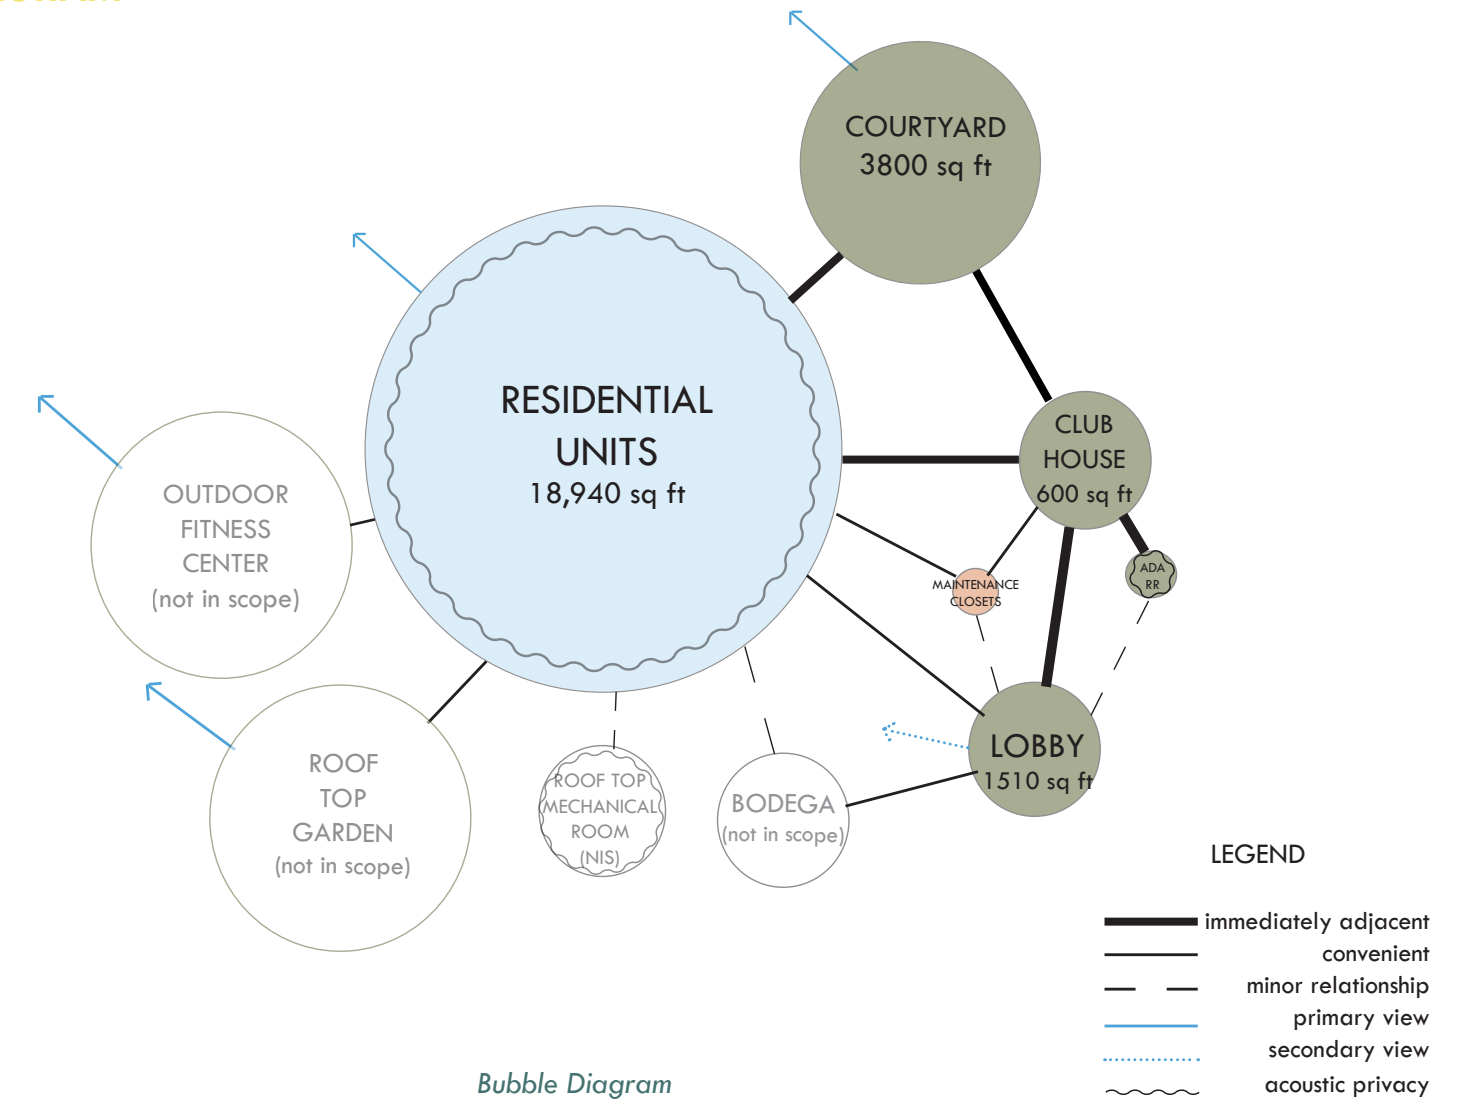 COURTYARD
3800 sq ft
RESIDENTIAL
UNITS
18,940 sq ft
CLUB
HOUSE
600 sq ft
OUTDOOR
FITNESS
CENTER
(not in scope)
MAINTENANCE
CLOSETS
ADA
RR
ROOF
TOP
GARDEN
(not in scope)
ROOF TOP
MECHANICAL
ROOM
(NIS)
BODEGA
(not in scope)
LOBBY
1510 sq ft
LEGEND
immediately adjacent
convenient
minor relationship
primary view
secondary view
acoustic privacy
Bubble Diagram